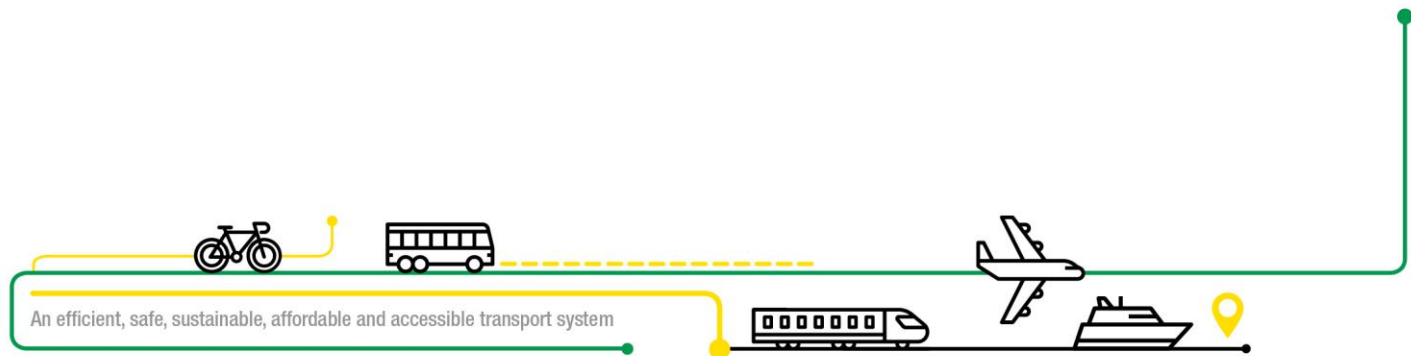 An efficient, safe, sustainable, affordable and accessible transport system